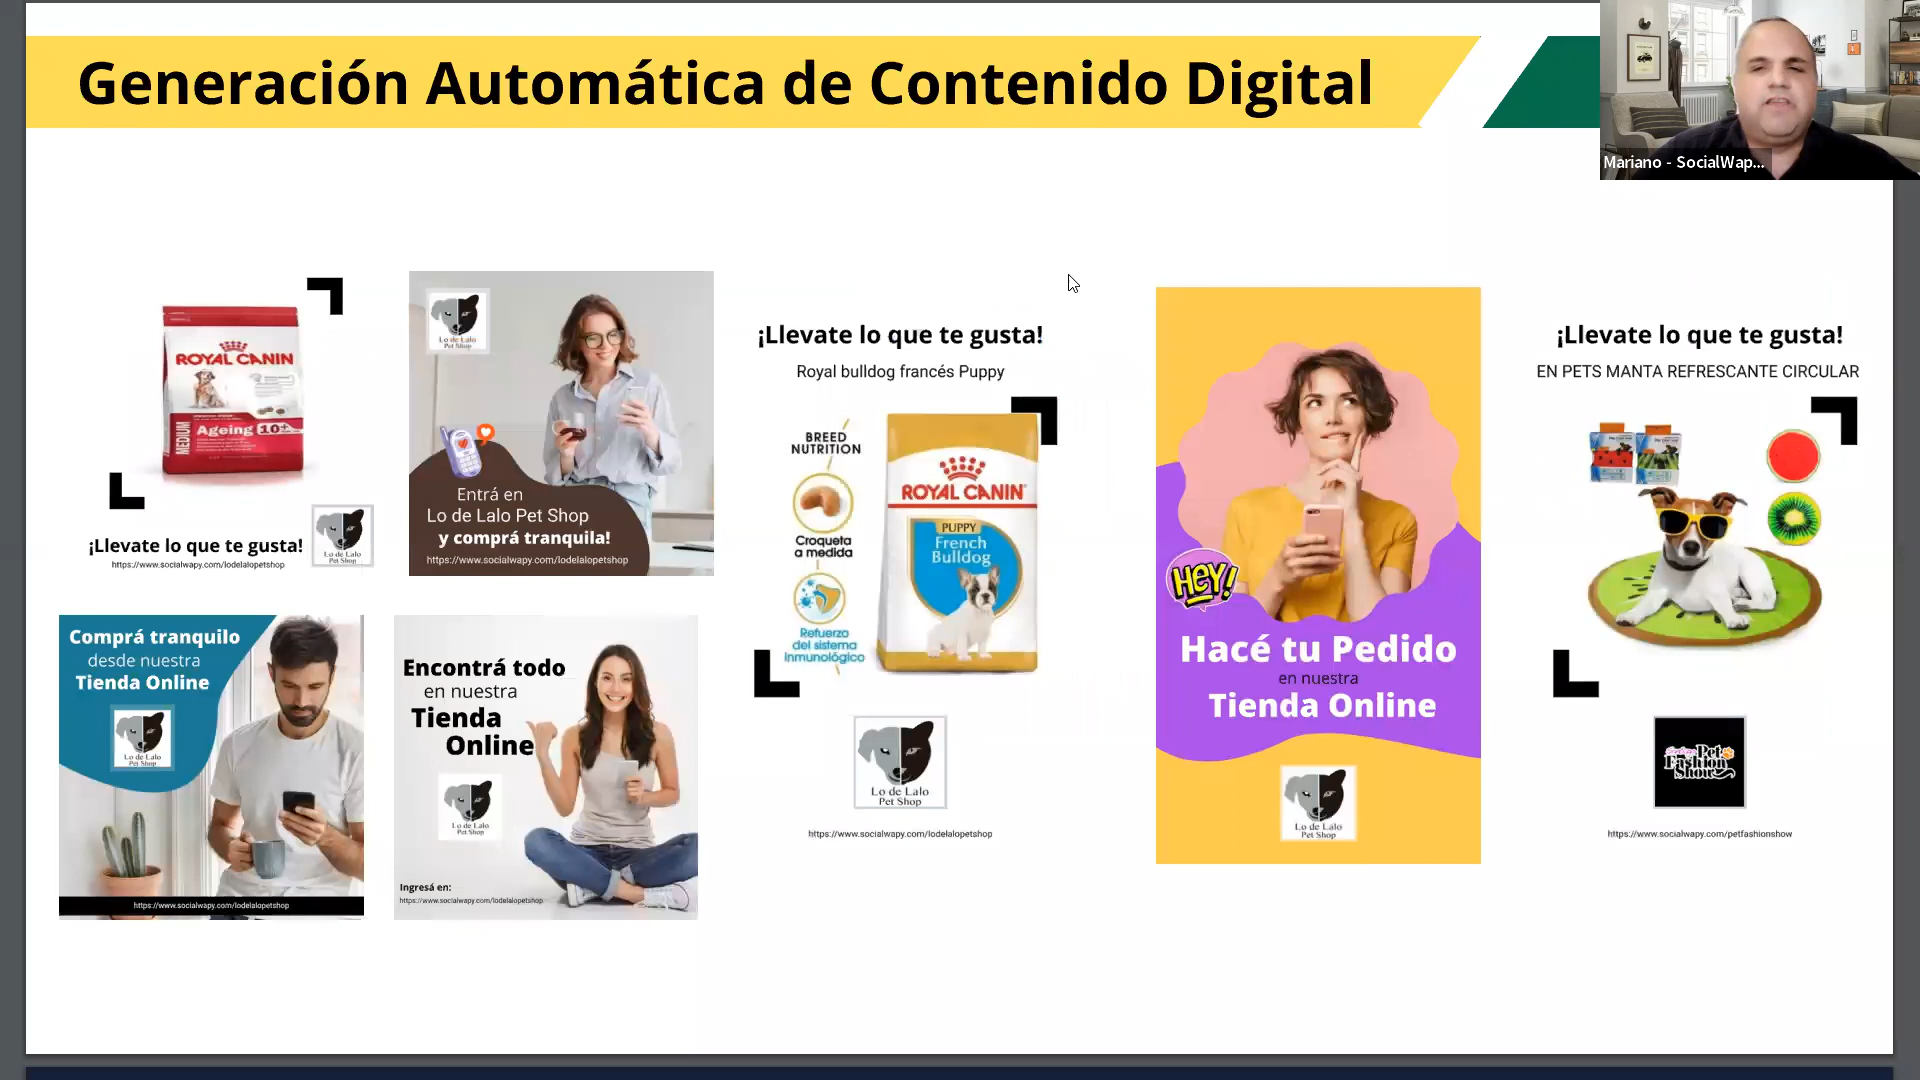 Generación Automática de Contenido Digital
Mariano - SocialWap...
ROYAL CANIN
MEDIUM
Ageing 10+
¡Llevate lo que te gusta!
https://www.socialwapy.com/lodelalopetshop
Lo de Lalo
Pet Shop
Lo de Lalo
Pet Shop
Entrá en
Lo de Lalo Pet Shop
y comprá tranquila!
https://www.socialwapy.com/lodelalopetshop
¡Llevate lo que te gusta!
Royal bulldog francés Puppy
BREED
NUTRITION
Croqueta
a medida
Refuerzo
del sistema
inmunológico
ROYAL CANIN
PUPPY
French
Bulldog
Lo de Lalo
Pet Shop
https://www.socialwapy.com/lodelalopetshop
HEY!
Hacé tu Pedido
en nuestra
Tienda Online
Lo de Lalo
Pet Shop
¡Llevate lo que te gusta!
EN PETS MANTA REFRESCANTE CIRCULAR
Pet
Fashion
Show
https://www.socialwapy.com/petfashionshow
Comprá tranquilo
desde nuestra
Tienda Online
Lo de Lalo
Pet Shop
https://www.socialwapy.com/lodelalopetshop
Encontrá todo
en nuestra
Tienda
Online
Lo de Lalo
Pet Shop
Ingresá en:
https://www.socialwapy.com/lodelalopetshop